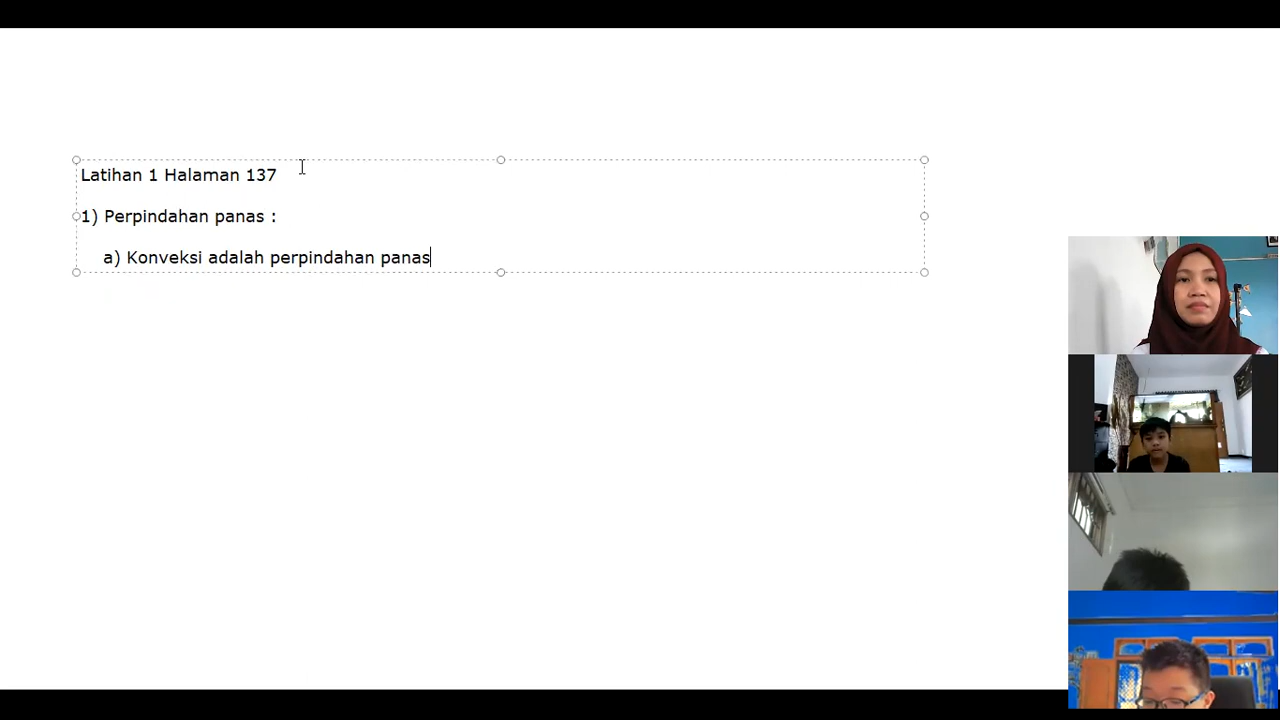 Latihan 1 Halaman 137
1) Perpindahan panas :
a) Konveksi adalah perpindahan panas